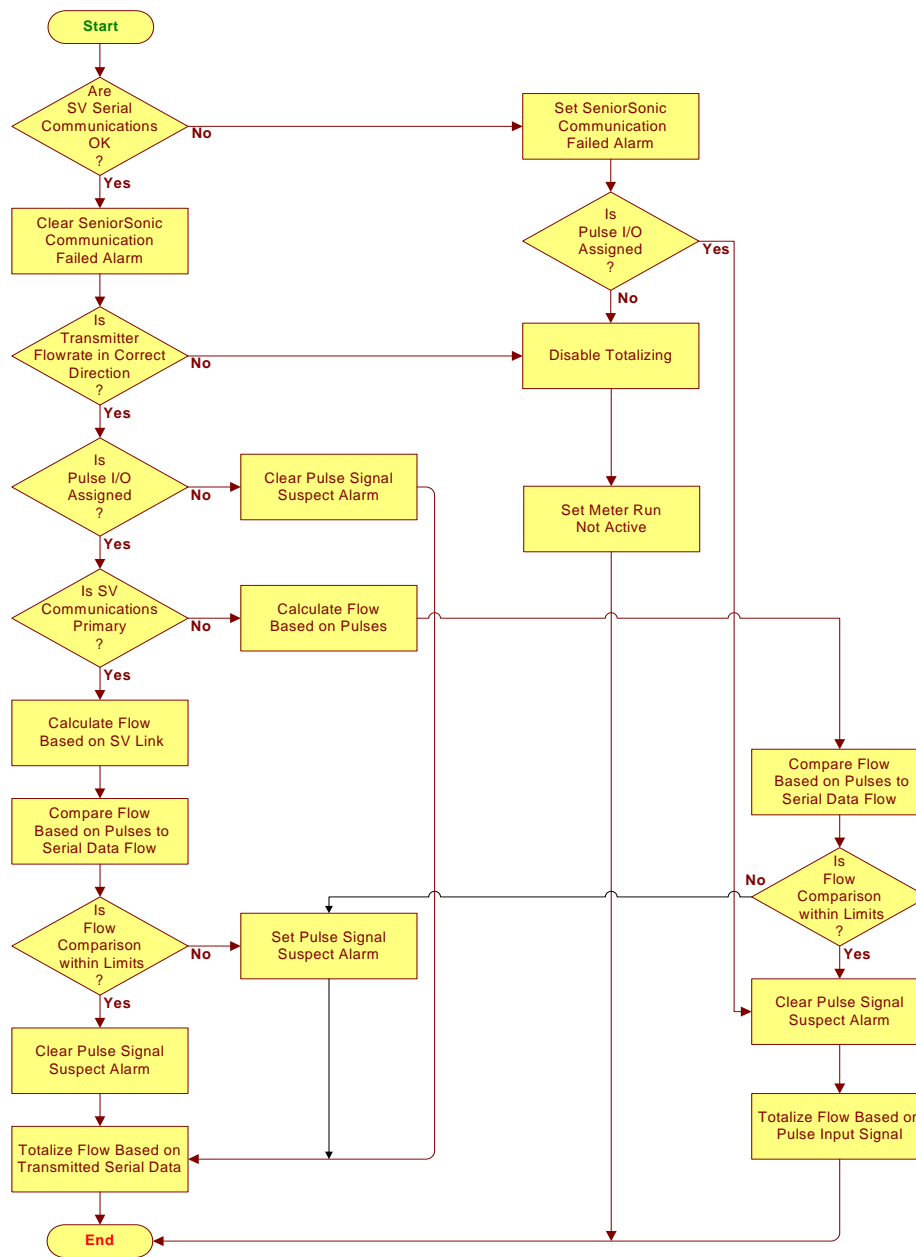 Start
Are
SV Serial
Communications
OK
?
No
Yes
Set SeniorSonic
Communication
Failed Alarm
Clear SeniorSonic
Communication
Failed Alarm
Is
Pulse I/O
Assigned
?
Yes
No
Is
Transmitter
Flowrate in Correct
Direction
?
No
Yes
Disable Totalizing
Is
Pulse I/O
Assigned
?
No
Yes
Clear Pulse Signal
Suspect Alarm
Set Meter Run
Not Active
Is SV
Communications
Primary
?
No
Yes
Calculate Flow
Based on Pulses
Calculate Flow
Based on SV Link
Compare Flow
Based on Pulses to
Serial Data Flow
Compare Flow
Based on Pulses to
Serial Data Flow
Is
Flow
Comparison
within Limits
?
No
Yes
Is
Flow
Comparison
within Limits
?
No
Yes
Set Pulse Signal
Suspect Alarm
Clear Pulse Signal
Suspect Alarm
Clear Pulse Signal
Suspect Alarm
Totalize Flow Based on
Pulse Input Signal
Totalize Flow Based on
Transmitted Serial Data
End